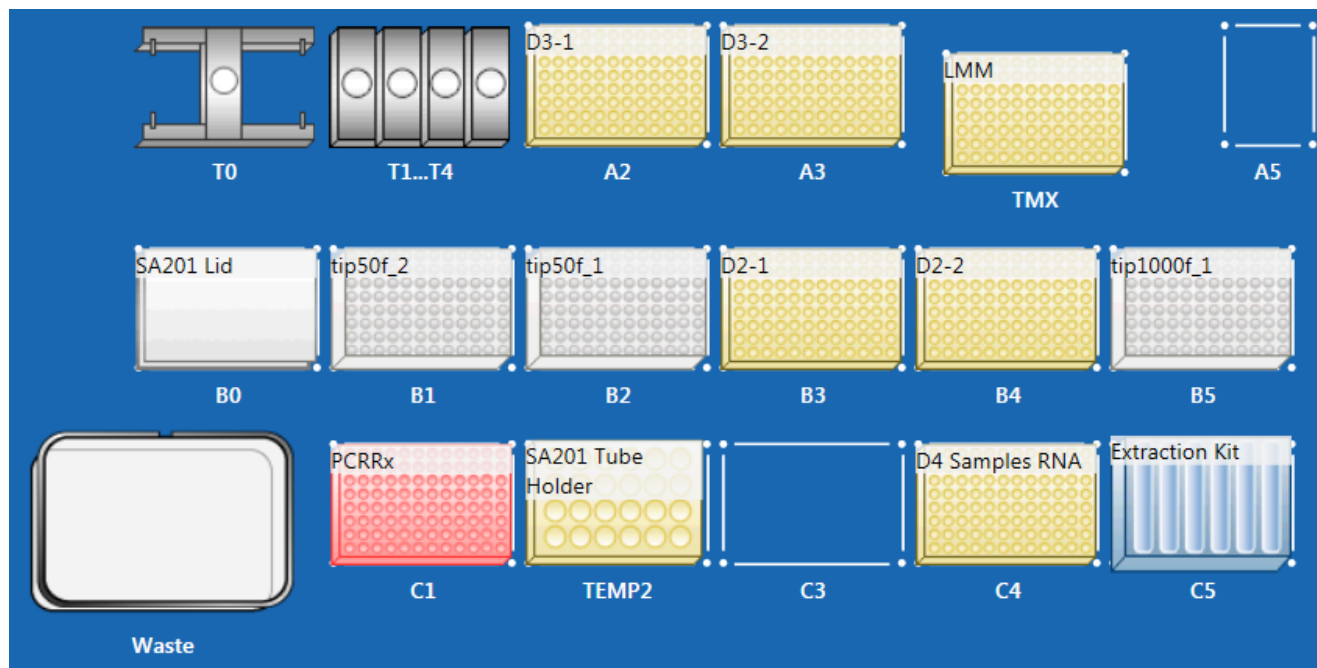 D3-1
D3-2
LMM
T0
T1...T4
A2
A3
TMX
A5
SA201 Lid
tip50f_2
tip50f_1
D2-1
D2-2
tip1000f_1
B0
B1
B2
B3
B4
B5
PCRRx
SA201 Tube
Holder
D4 Samples RNA
Extraction Kit
C1
TEMP2
C3
C4
C5
Waste